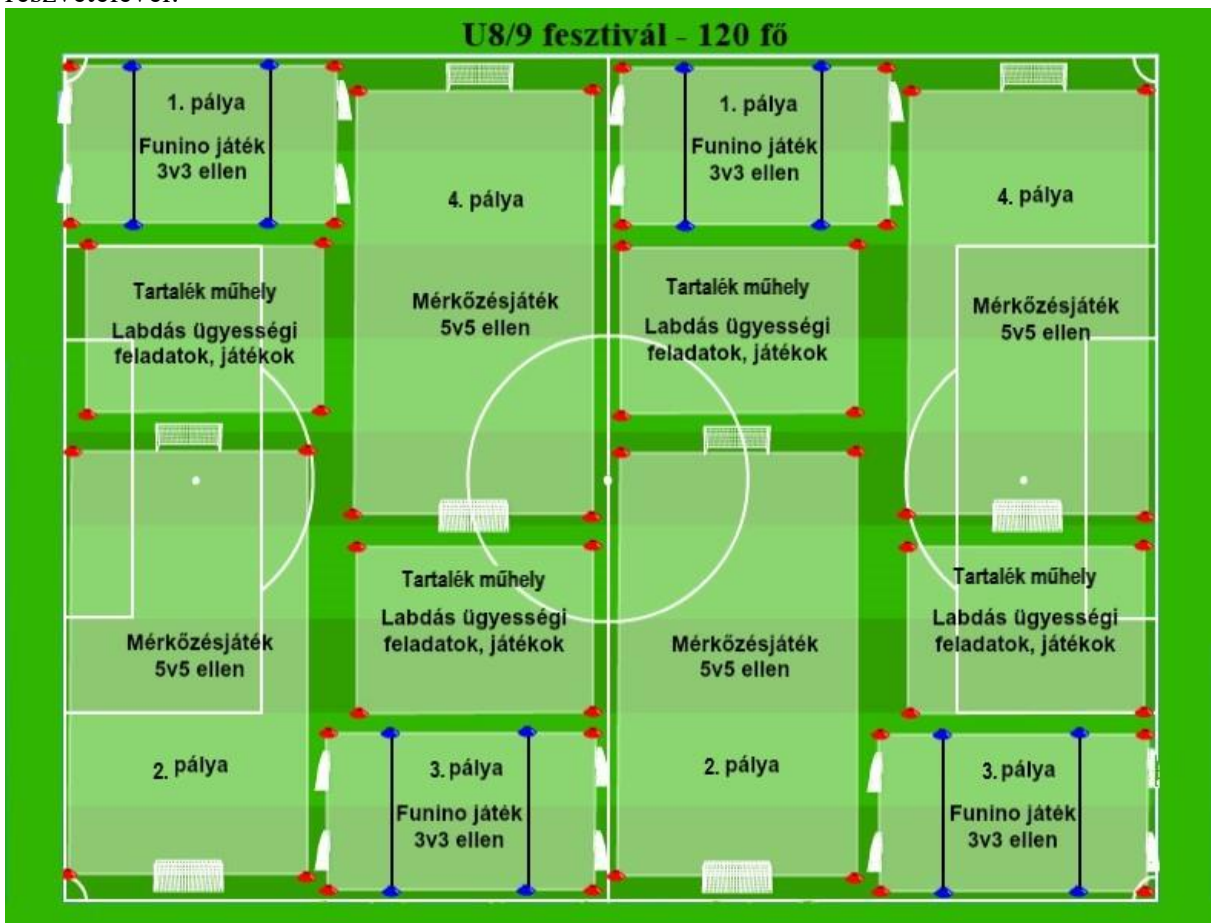 részvételével.
U8/9 fesztivál - 120 fő
1. pálya
Funino játék
3v3 ellen
4. pálya
Mérkőzésjáték
5v5 ellen
1. pálya
Funino játék
3v3 ellen
4. pálya
Mérkőzésjáték
5v5 ellen
Tartalék műhely
Labdás ügyességi
feladatok, játékok
Tartalék műhely
Labdás ügyességi
feladatok, játékok
Mérkőzésjáték
5v5 ellen
2. pálya
Tartalék műhely
Labdás ügyességi
feladatok, játékok
3. pálya
Funino játék
3v3 ellen
Mérkőzésjáték
5v5 ellen
2. pálya
Tartalék műhely
Labdás ügyességi
feladatok, játékok
3. pálya
Funino játék
3v3 ellen